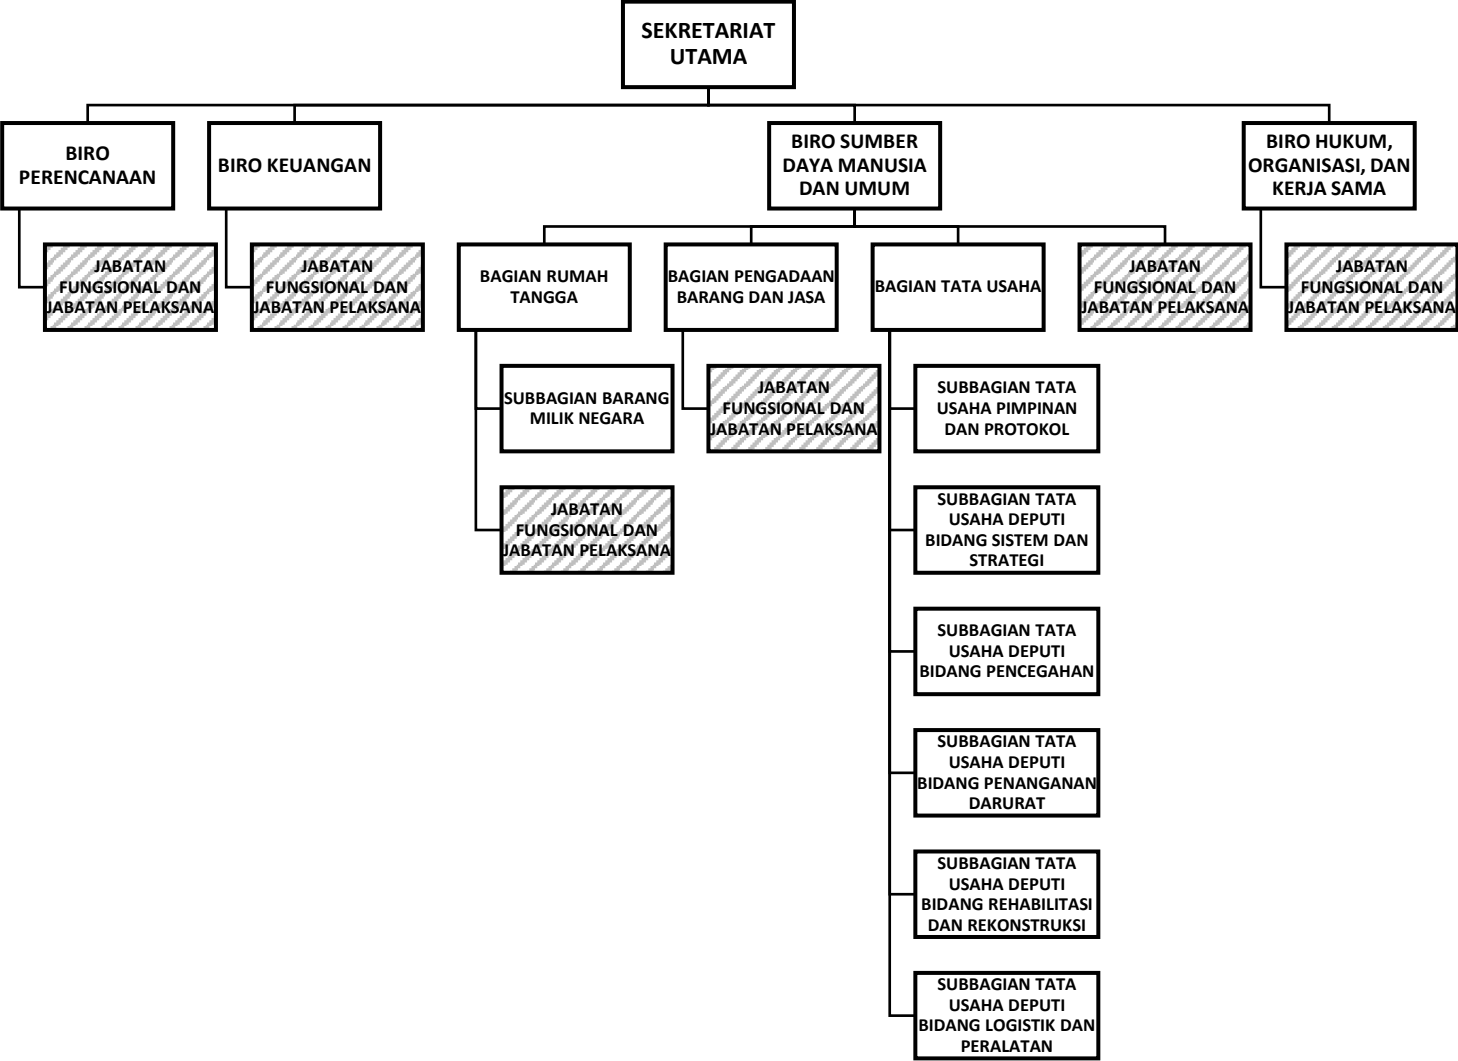 SEKRETARIAT
UTAMA
BIRO
PERENCANAAN
BIRO KEUANGAN
BIRO SUMBER
DAYA MANUSIA
DAN UMUM
BIRO HUKUM,
ORGANISASI, DAN
KERJA SAMA
JABATAN
FUNGSIONAL DAN
JABATAN PELAKSANA
JABATAN
FUNGSIONAL DAN
JABATAN PELAKSANA
BAGIAN RUMAH
TANGGA
BAGIAN PENGADAAN
BARANG DAN JASA
BAGIAN TATA USAHA
JABATAN
FUNGSIONAL DAN
JABATAN PELAKSANA
JABATAN
FUNGSIONAL DAN
JABATAN PELAKSANA
SUBBAGIAN BARANG
MILIK NEGARA
JABATAN
FUNGSIONAL DAN
JABATAN PELAKSANA
SUBBAGIAN TATA
USAHA PIMPINAN
DAN PROTOKOL
JABATAN
FUNGSIONAL DAN
JABATAN PELAKSANA
SUBBAGIAN TATA
USAHA DEPUTI
BIDANG SISTEM DAN
STRATEGI
SUBBAGIAN TATA
USAHA DEPUTI
BIDANG PENCEGAHAN
SUBBAGIAN TATA
USAHA DEPUTI
BIDANG PENANGANAN
DARURAT
SUBBAGIAN TATA
USAHA DEPUTI
BIDANG REHABILITASI
DAN REKONSTRUKSI
SUBBAGIAN TATA
USAHA DEPUTI
BIDANG LOGISTIK DAN
PERALATAN